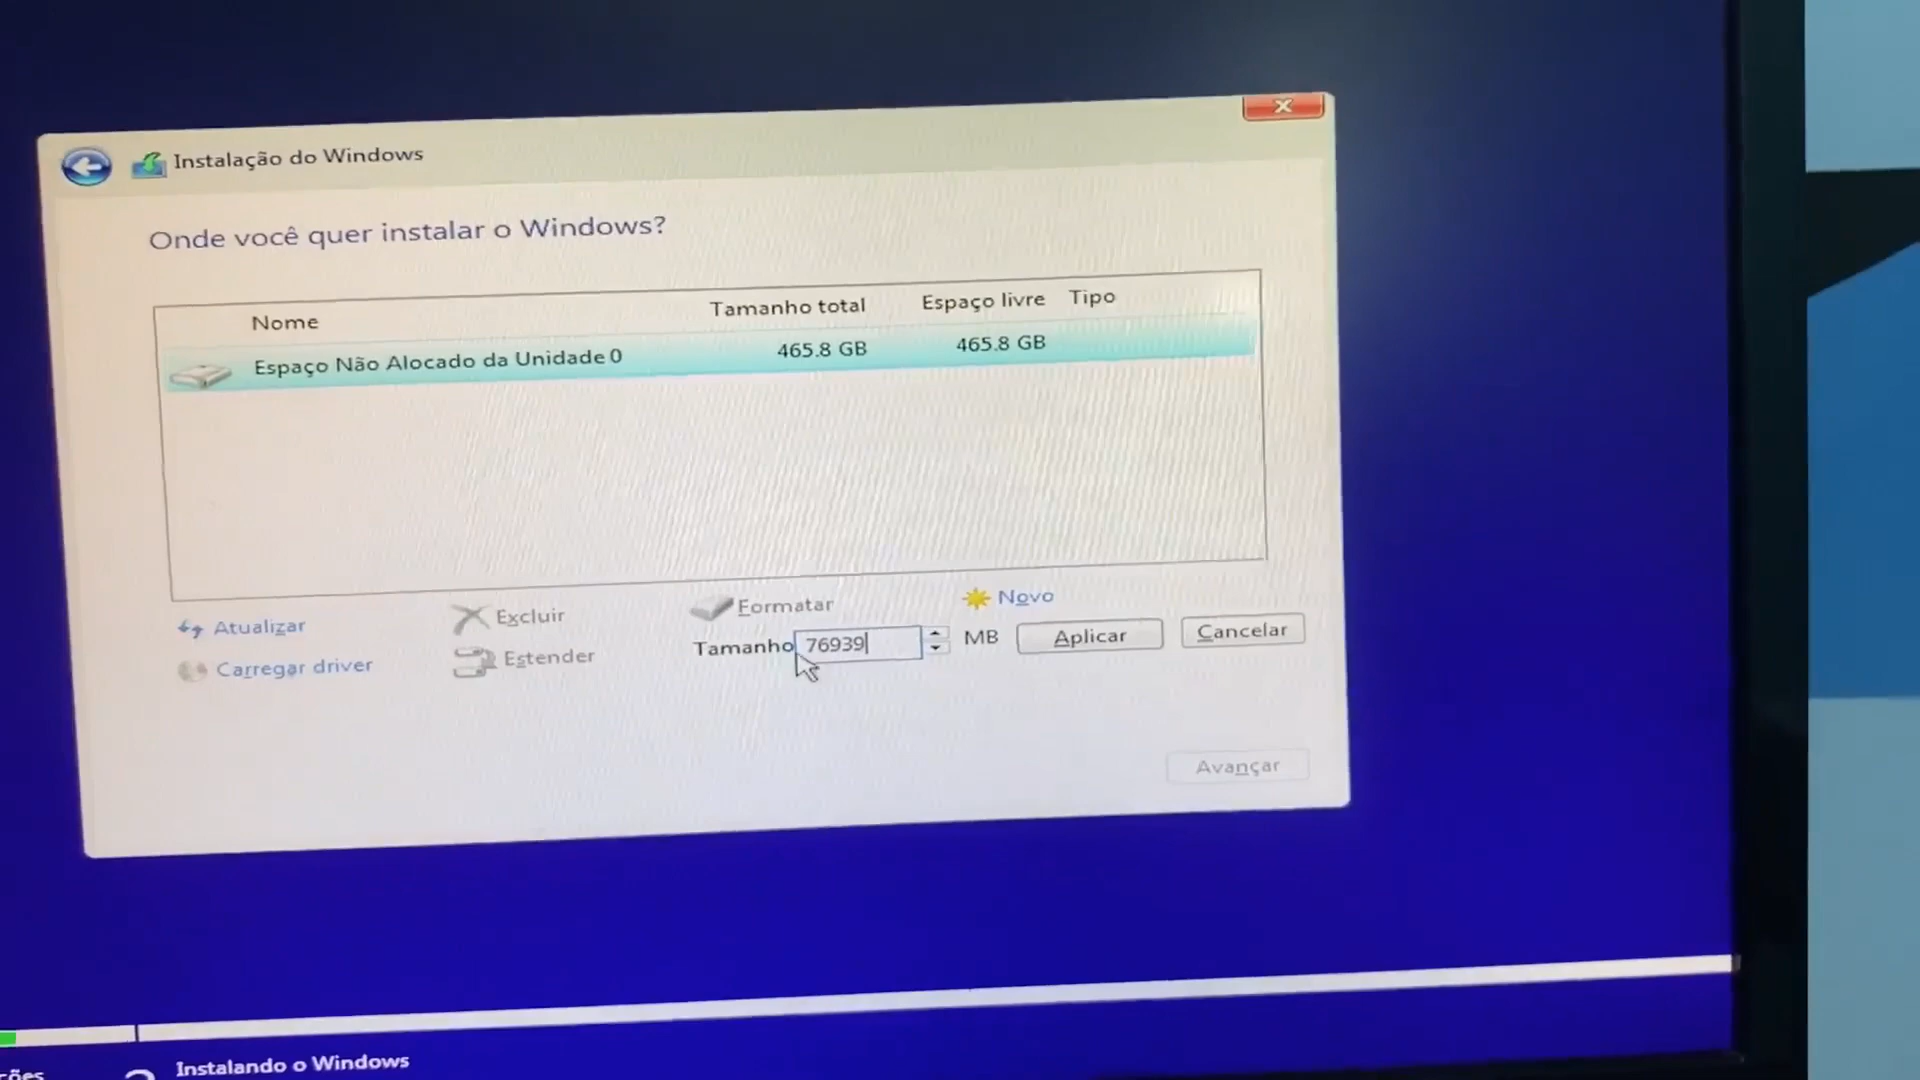 Instalação do Windows
Onde você quer instalar o Windows?
Nome Tamanho total Espaço livre Tipo
Espaço Não Alocado da Unidade 0 465.8 GB 465.8 GB
Atualizar Excluir Formatar Novo
Carregar driver Estender Tamanho 76939 MB Aplicar Cancelar
Avançar
Instalando o Windows